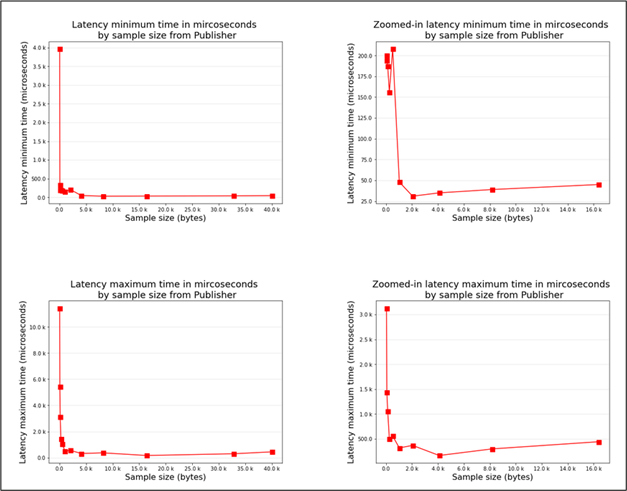 Latency minimum time in mircoseconds
by sample size from Publisher
Latency minimum time (microseconds)
4.0 k
3.5 k
3.0 k
2.5 k
2.0 k
1.5 k
1.0 k
500.0
0.0
0.0
5.0 k
10.0 k
15.0 k
20.0 k
25.0 k
30.0 k
35.0 k
40.0 k
Sample size (bytes)
Zoomed-in latency minimum time in mircoseconds
by sample size from Publisher
Latency minimum time (microseconds)
200.0
175.0
150.0
125.0
100.0
75.0
50.0
25.0
0.0
2.0 k
4.0 k
6.0 k
8.0 k
10.0 k
12.0 k
14.0 k
16.0 k
Sample size (bytes)
Latency maximum time in mircoseconds
by sample size from Publisher
Latency maximum time (microseconds)
10.0 k
8.0 k
6.0 k
4.0 k
2.0 k
0.0
0.0
5.0 k
10.0 k
15.0 k
20.0 k
25.0 k
30.0 k
35.0 k
40.0 k
Sample size (bytes)
Zoomed-in latency maximum time in mircoseconds
by sample size from Publisher
Latency maximum time (microseconds)
3.0 k
2.5 k
2.0 k
1.5 k
1.0 k
500.0
0.0
2.0 k
4.0 k
6.0 k
8.0 k
10.0 k
12.0 k
14.0 k
16.0 k
Sample size (bytes)